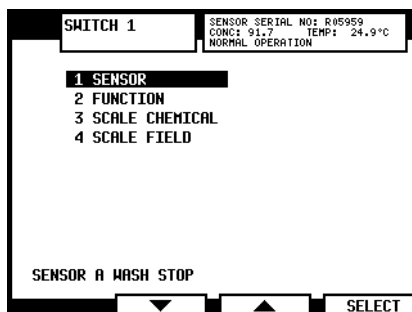 SWITCH 1
SENSOR SERIAL NO: R05959
CONC: 91.7 TEMP: 24.9°C
NORMAL OPERATION
1 SENSOR
2 FUNCTION
3 SCALE CHEMICAL
4 SCALE FIELD
SENSOR A WASH STOP
SELECT